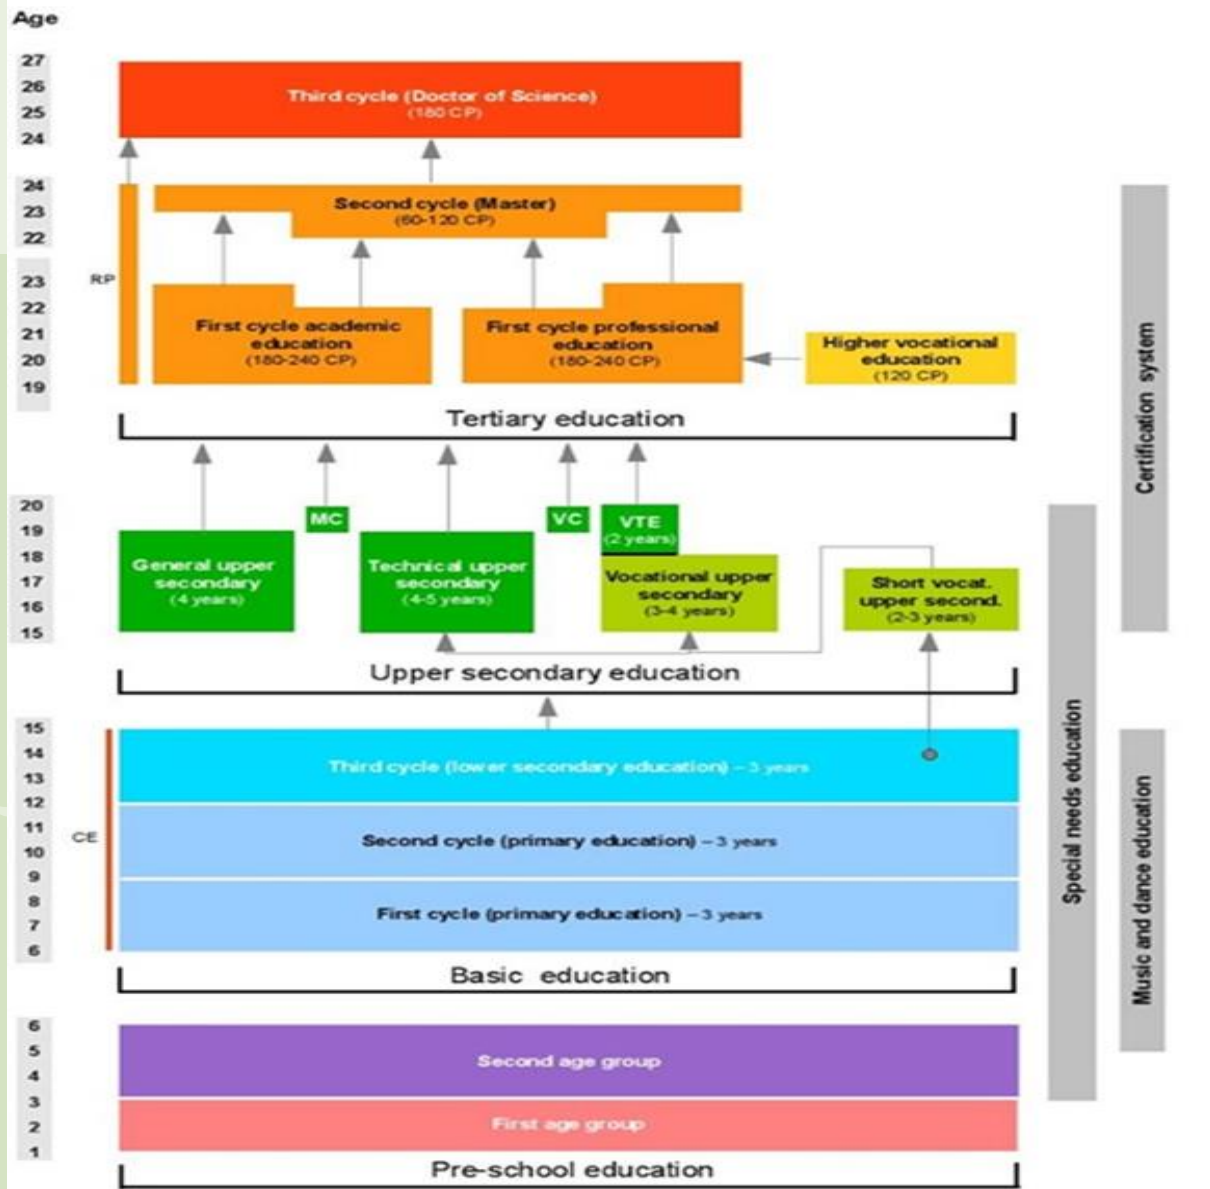 Age
27
26
25
24
Third cycle (Doctor of Science)
(180 CP)
24
23
22
Second cycle (Master)
(60-120 CP)
RP
23
22
21
20
19
First cycle academic
education
(180-240 CP)
First cycle professional
education
(180-240 CP)
Higher vocational
education
(120 CP)
Tertiary education
20
19
18
17
16
15
General upper
secondary
(4 years)
MC
Technical upper
secondary
(4-5 years)
VC
VTE
(2 years)
Vocational upper
secondary
(3-4 years)
Short vocat.
upper second.
(2-3 years)
Upper secondary education
15
14
13
12
11
10
9
8
7
6
CE
Third cycle (lower secondary education) – 3 years
Second cycle (primary education) – 3 years
First cycle (primary education) – 3 years
Basic education
6
5
4
3
2
1
Second age group
First age group
Pre-school education
Special needs education
Certification system
Music and dance education